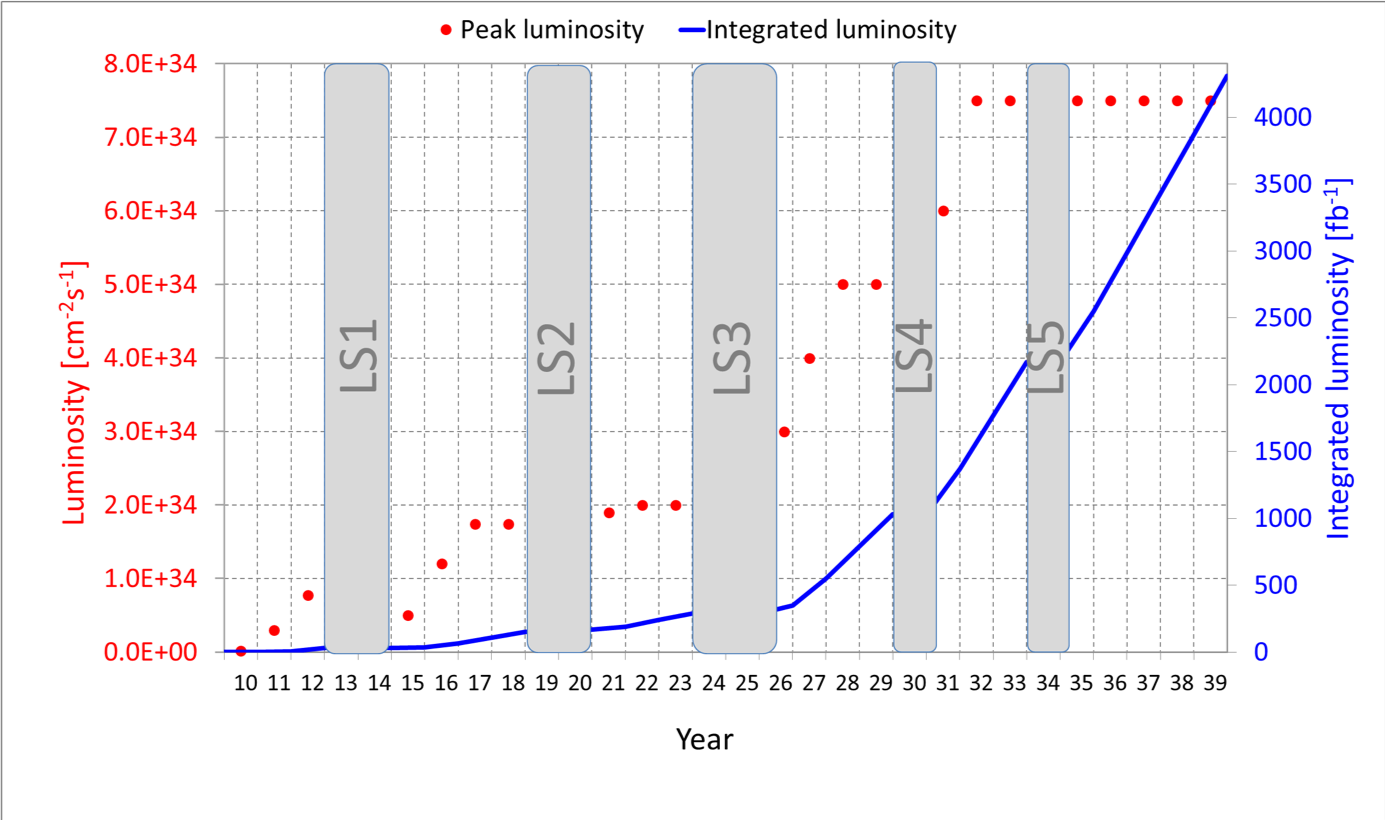 Peak luminosity Integrated luminosity
8.0E+34
7.0E+34
6.0E+34
5.0E+34
4.0E+34
3.0E+34
2.0E+34
1.0E+34
0.0E+00
Luminosity [cm-2s-1]
LS1
LS2
LS3
LS4
LS5
4000
3500
3000
2500
2000
1500
1000
500
0
Integrated luminosity [fb-1]
10 11 12 13 14 15 16 17 18 19 20 21 22 23 24 25 26 27 28 29 30 31 32 33 34 35 36 37 38 39
Year